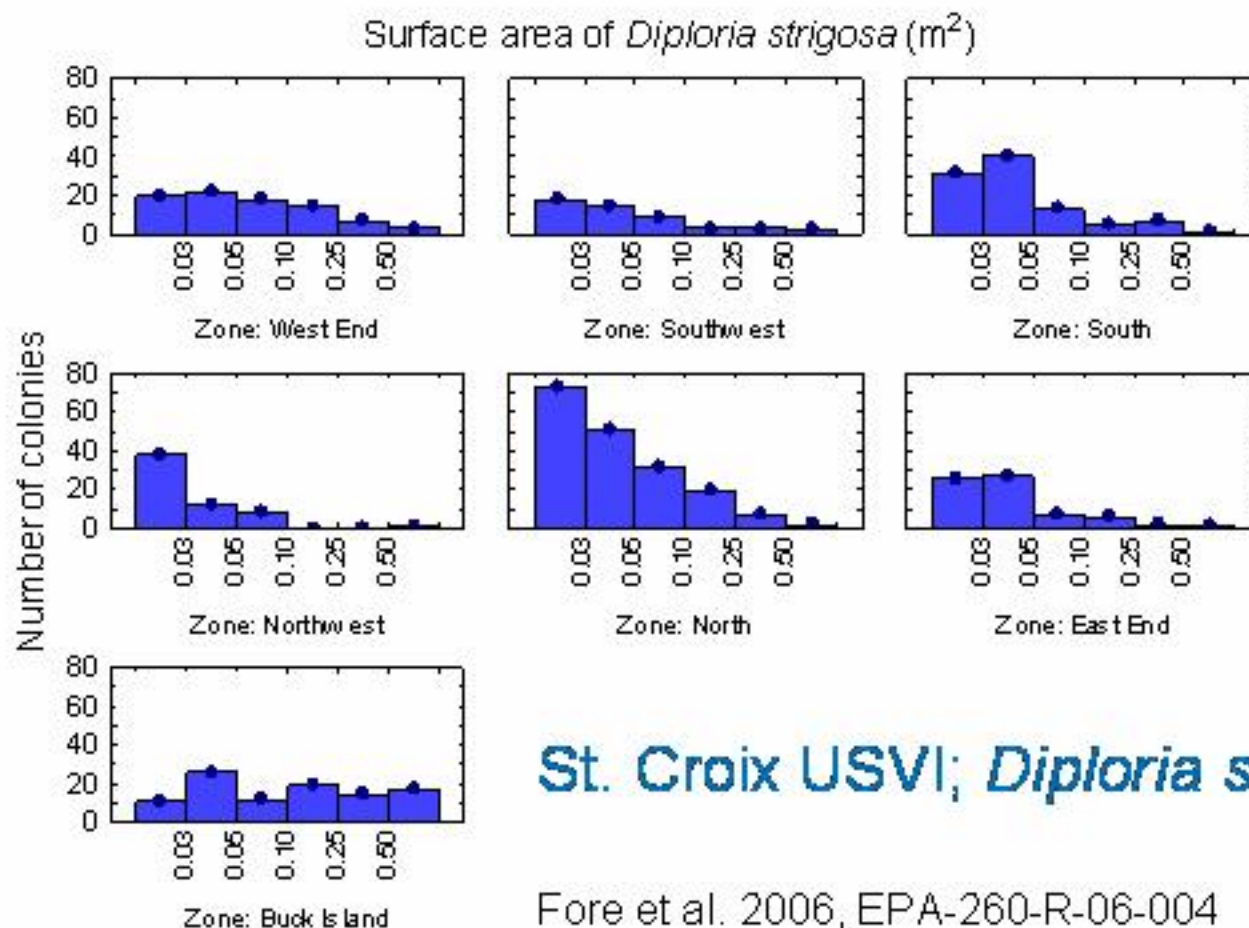 Surface area of Diploria strigosa (m²)
Number of colonies
80
60
40
20
0
0.03 0.05 0.10 0.25 0.50
0.03 0.05 0.10 0.25 0.50
0.03 0.05 0.10 0.25 0.50
Zone: West End
Zone: Southwest
Zone: South
80
60
40
20
0
0.03 0.05 0.10 0.25 0.50
0.03 0.05 0.10 0.25 0.50
0.03 0.05 0.10 0.25 0.50
Zone: Northwest
Zone: North
Zone: East End
80
60
40
20
0
0.03 0.05 0.10 0.25 0.50
Zone: Buck Island
St. Croix USVI; Diploria s
Fore et al. 2006, EPA-260-R-06-004